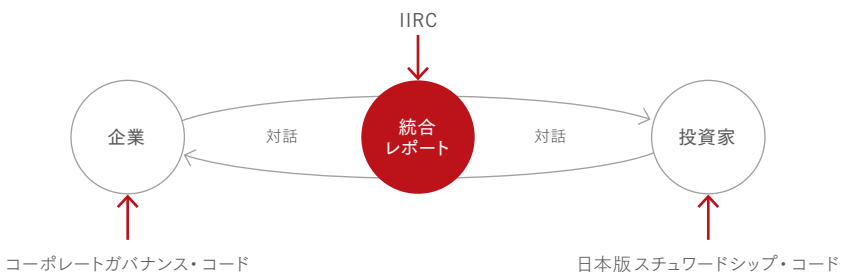 IIRC
企業
対話
統合
レポート
対話
投資家
コーポレートガバナンス・コード
日本版スチュワードシップ・コード